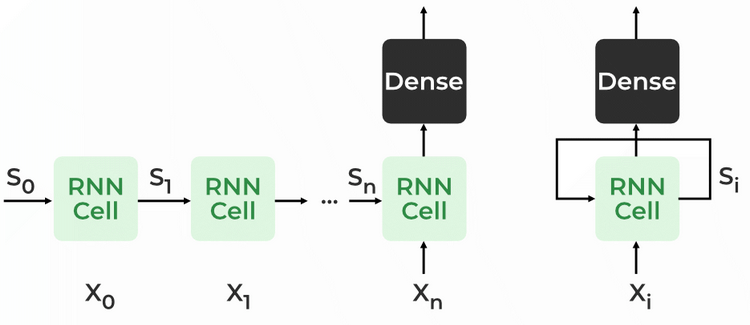 Dense
Dense
S₀
RNN
Cell
S₁
RNN
Cell
...
Sₙ
RNN
Cell
RNN
Cell
Sᵢ
X₀
X₁
Xₙ
Xᵢ